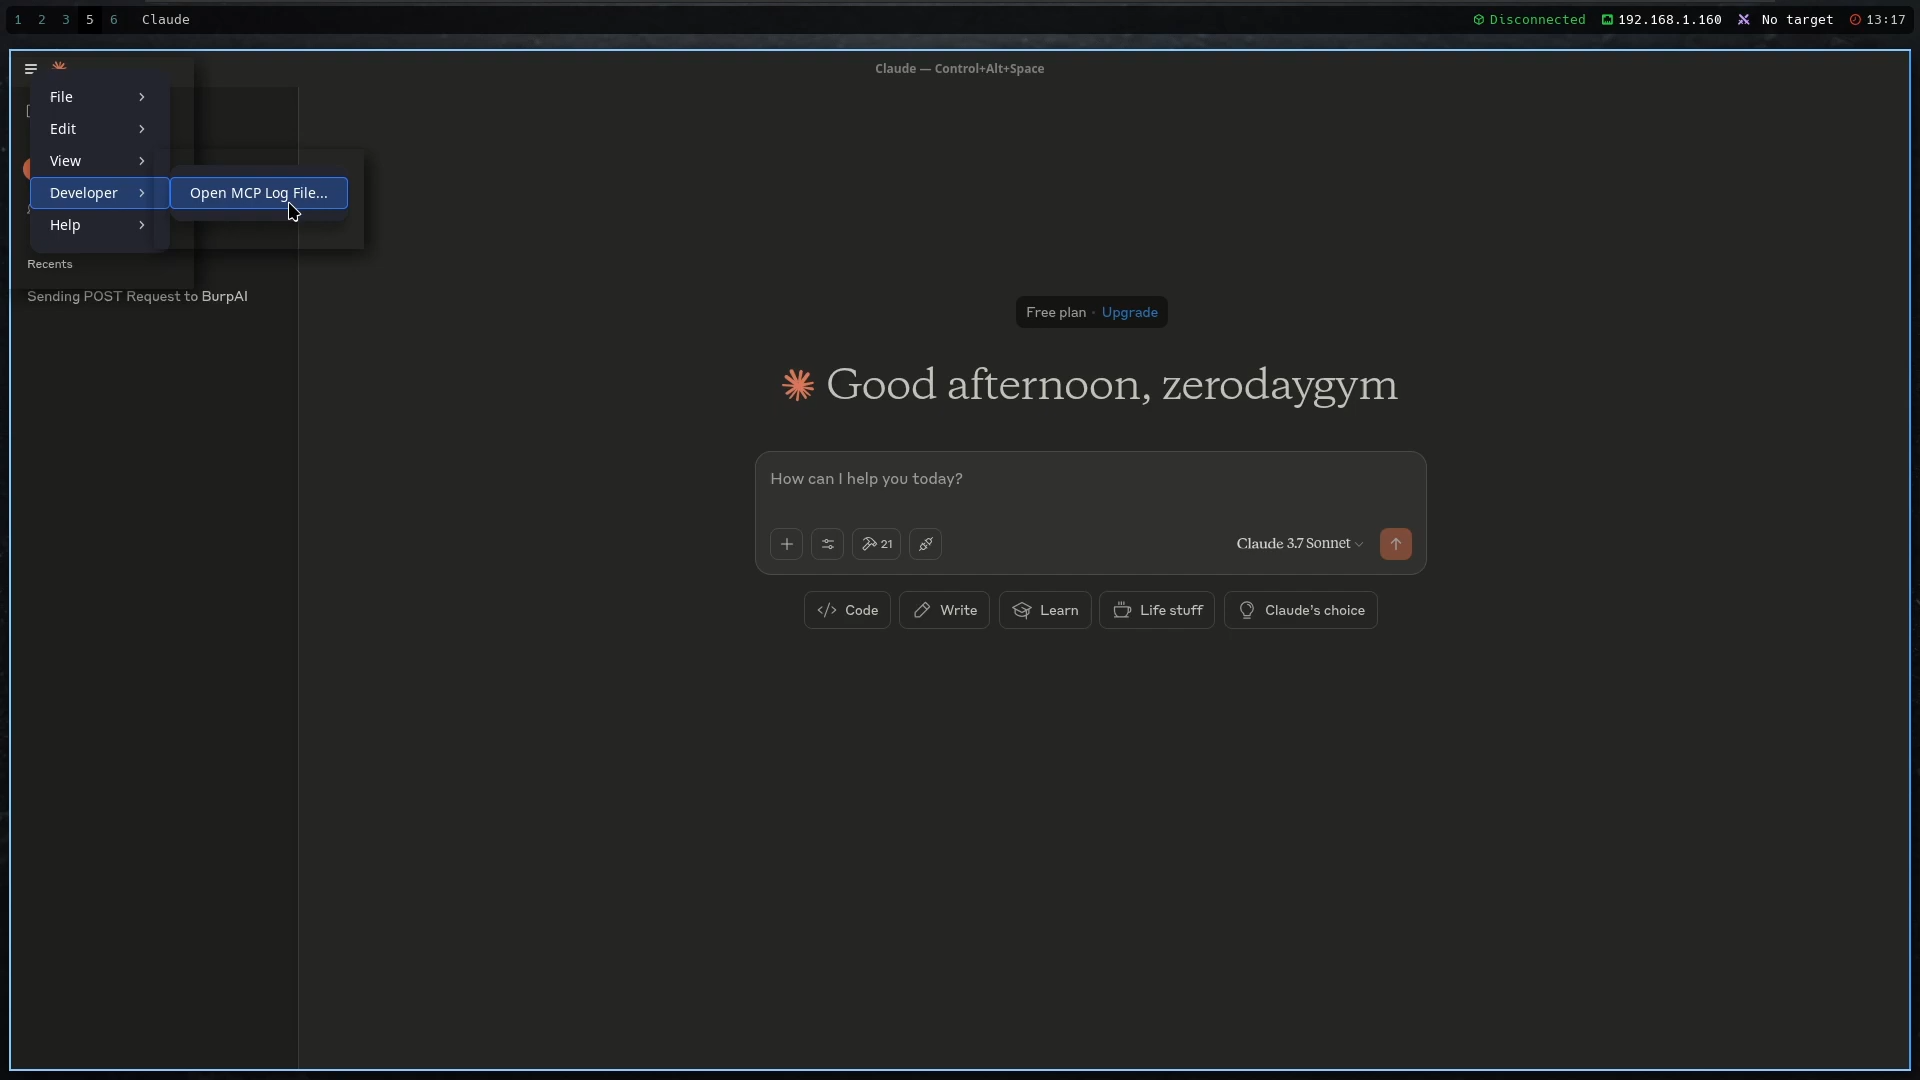 1 2 3 5 6 Claude
Disconnected 192.168.1.160 No target 13:17
Claude — Control+Alt+Space
File
Edit
View
Developer
Open MCP Log File...
Help
Recents
Sending POST Request to BurpAI
Free plan · Upgrade
Good afternoon, zerodaygym
How can I help you today?
21
Claude 3.7 Sonnet
Code
Write
Learn
Life stuff
Claude's choice